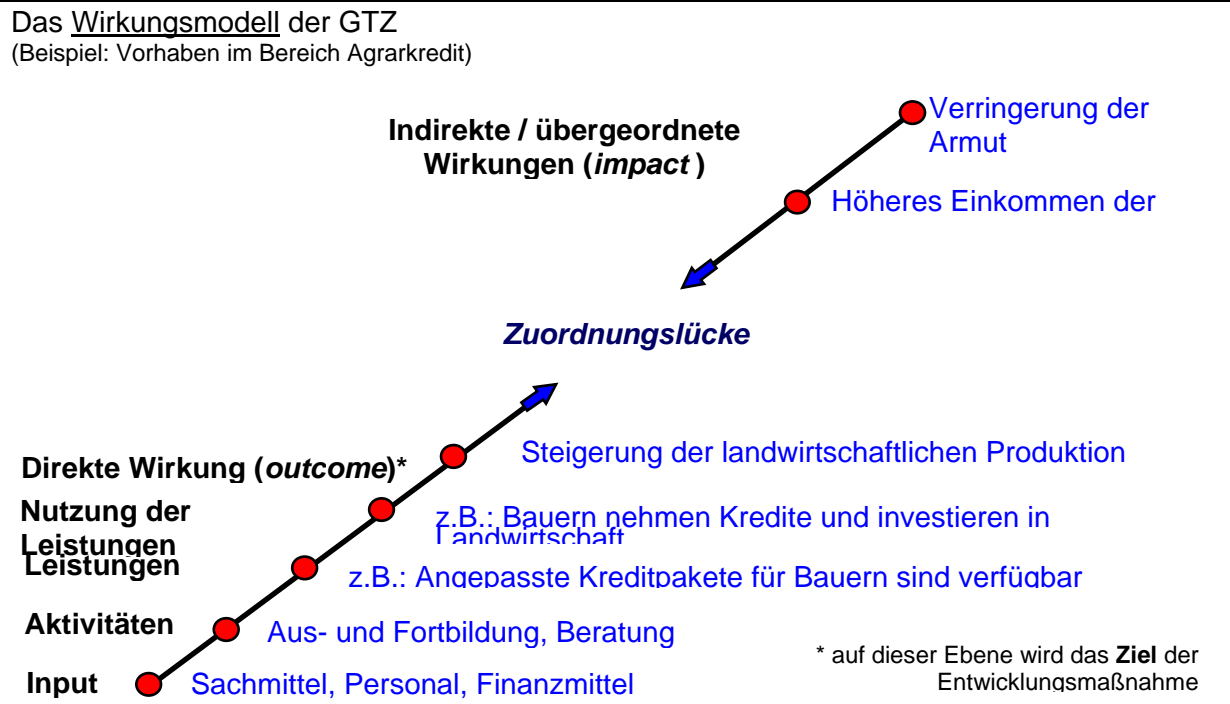 Das Wirkungsmodell der GTZ
(Beispiel: Vorhaben im Bereich Agrarkredit)
Indirekte / übergeordnete
Wirkungen (impact )
Verringerung der
Armut
Höheres Einkommen der
Zuordnungslücke
Direkte Wirkung (outcome)*
Steigerung der landwirtschaftlichen Produktion
Nutzung der
Leistungen
z.B.: Bauern nehmen Kredite und investieren in
Landwirtschaft
Leistungen
z.B.: Angepasste Kreditpakete für Bauern sind verfügbar
Aktivitäten
Aus- und Fortbildung, Beratung
Input
Sachmittel, Personal, Finanzmittel
* auf dieser Ebene wird das Ziel der
Entwicklungsmaßnahme